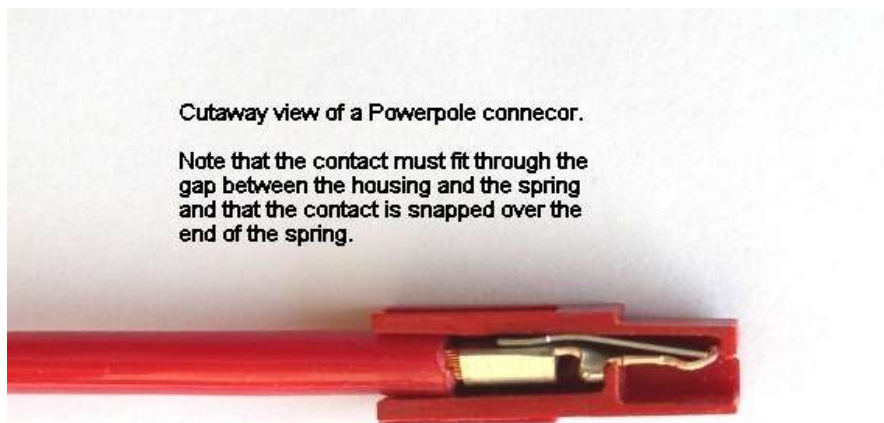 Cutaway view of a Powerpole connecor.
Note that the contact must fit through the
gap between the housing and the spring
and that the contact is snapped over the
end of the spring.